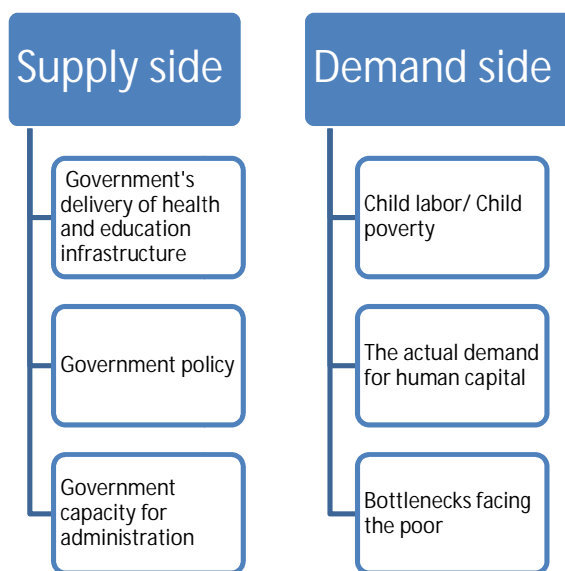 Supply side
Government's
delivery of health
and education
infrastructure
Government policy
Government
capacity for
administration
Demand side
Child labor/ Child
poverty
The actual demand
for human capital
Bottlenecks facing
the poor